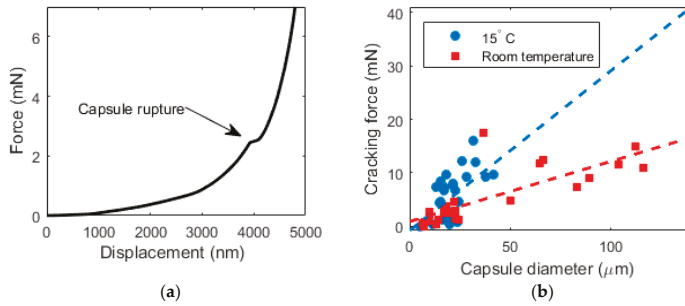 6
4
2
0
Force (mN)
Capsule rupture
0 1000 2000 3000 4000 5000
Displacement (nm)
(a)
40
30
20
10
0
Cracking force (mN)
15° C
Room temperature
0 50 100
Capsule diameter (μm)
(b)